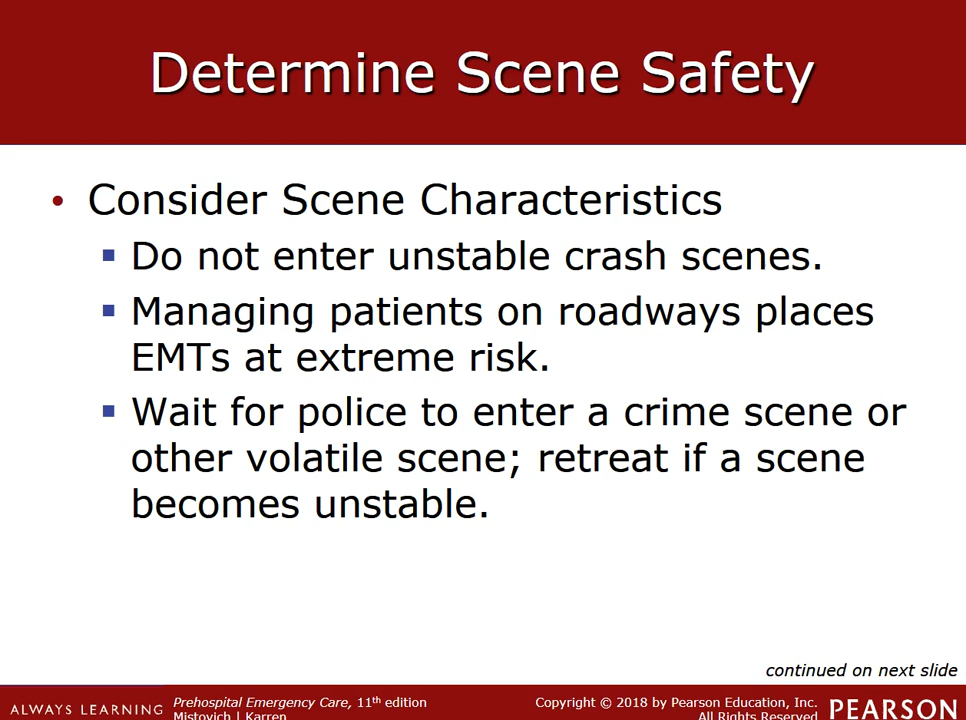 Determine Scene Safety
• Consider Scene Characteristics
▪ Do not enter unstable crash scenes.
▪ Managing patients on roadways places
EMTs at extreme risk.
▪ Wait for police to enter a crime scene or
other volatile scene; retreat if a scene
becomes unstable.
continued on next slide
ALWAYS LEARNING
Prehospital Emergency Care, 11th edition
Mistovich | Karren
Copyright © 2018 by Pearson Education, Inc.
All Rights Reserved
PEARSON